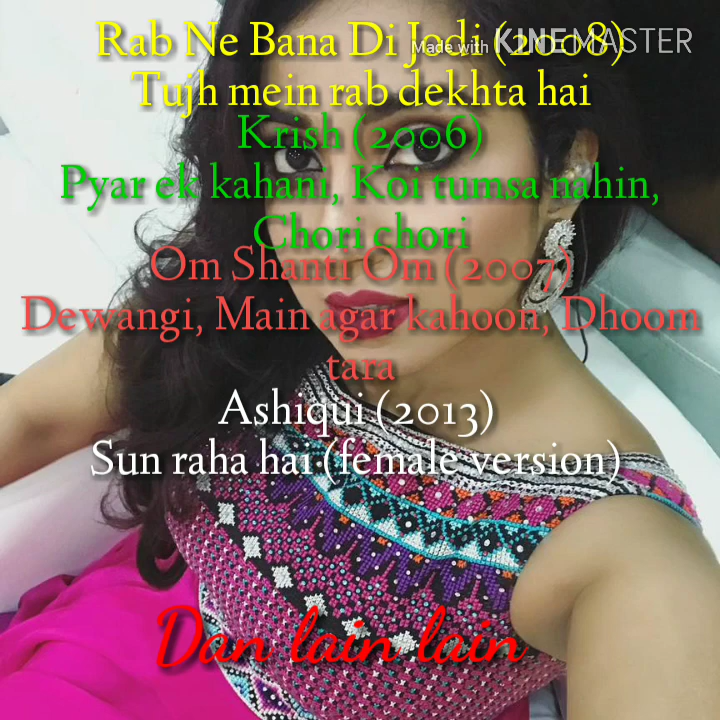 Rab Ne Bana Di Jodi (2008)
Made with KINEMASTER
Tujh mein rab dekhta hai
Krish (2006)
Pyar ek kahani, Koi tumsa nahin,
Chori chori
Om Shanti Om (2007)
Dewangi, Main agar kahoon, Dhoom
tara
Ashiqui (2013)
Sun raha hai (female version)
Dan lain lain